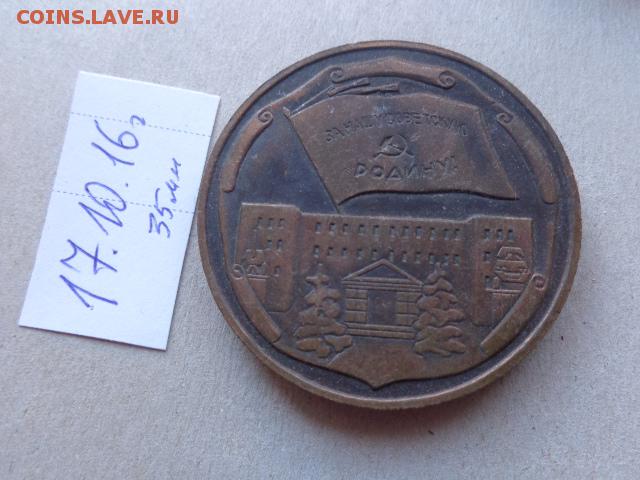 COINS.LAVE.RU
17.10.16г
35мм
ЗА НАШУ СОВЕТСКУЮ
РОДИНУ!